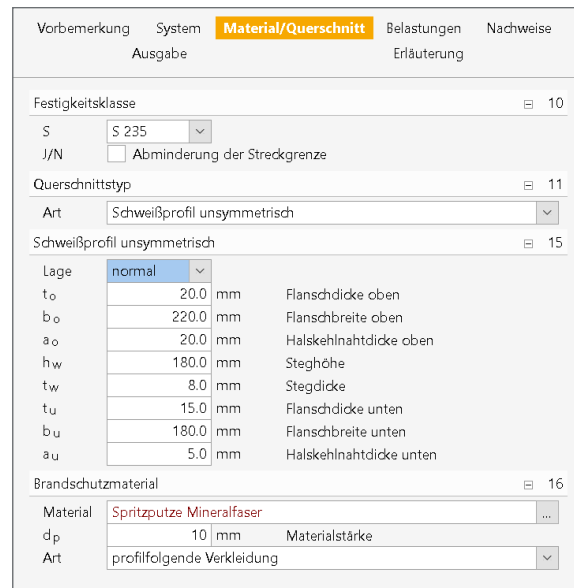 Vorbemerkung System Material/Querschnitt Belastungen Nachweise
Ausgabe Erläuterung
Festigkeitsklasse 10
S S 235
J/N Abminderung der Streckgrenze
Querschnittstyp 11
Art Schweißprofil unsymmetrisch
Schweißprofil unsymmetrisch 15
Lage normal
to 20.0 mm Flanschdicke oben
bo 220.0 mm Flanschbreite oben
ao 20.0 mm Halskehlnahtdicke oben
hw 180.0 mm Steghöhe
tw 8.0 mm Stegdicke
tu 15.0 mm Flanschdicke unten
bu 180.0 mm Flanschbreite unten
au 5.0 mm Halskehlnahtdicke unten
Brandschutzmaterial 16
Material Spritzputze Mineralfaser ...
dp 10 mm Materialstärke
Art profilfolgende Verkleidung